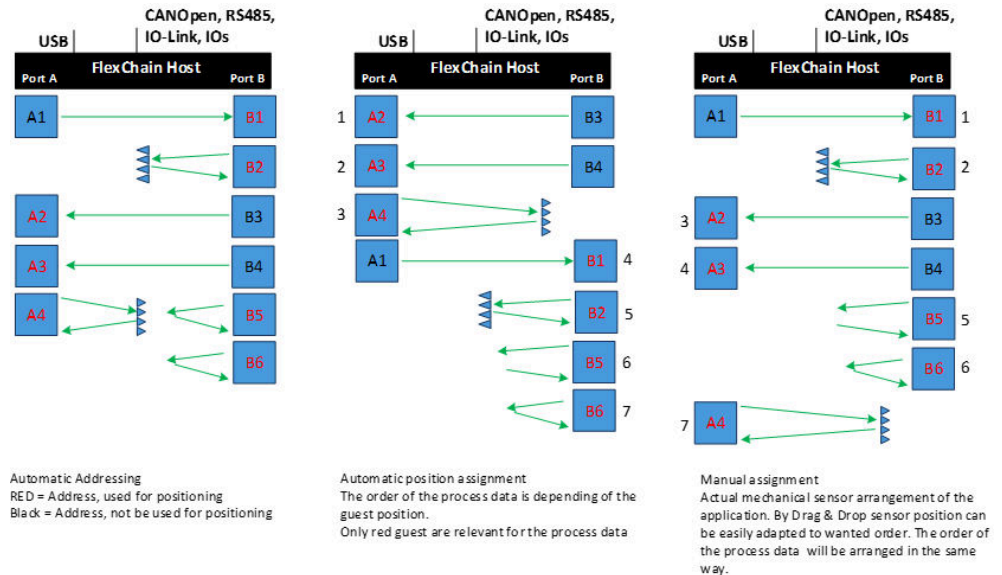 CANOpen, RS485,
USB IO-Link, IOs
FlexChain Host
Port A Port B
A1 B1
B2
A2 B3
A3 B4
A4 B5
B6
Automatic Addressing
RED = Address, used for positioning
Black = Address, not be used for positioning
CANOpen, RS485,
USB IO-Link, IOs
FlexChain Host
Port A Port B
1 A2 B3
2 A3 B4
3 A4
A1 B1 4
B2 5
B5 6
B6 7
Automatic position assignment
The order of the process data is depending of the
guest position.
Only red guest are relevant for the process data
CANOpen, RS485,
USB IO-Link, IOs
FlexChain Host
Port A Port B
A1 B1 1
B2 2
3 A2 B3
4 A3 B4
B5 5
B6 6
7 A4
Manual assignment
Actual mechanical sensor arrangement of the
application. By Drag & Drop sensor position can
be easily adapted to wanted order. The order of
the process data will be arranged in the same
way.